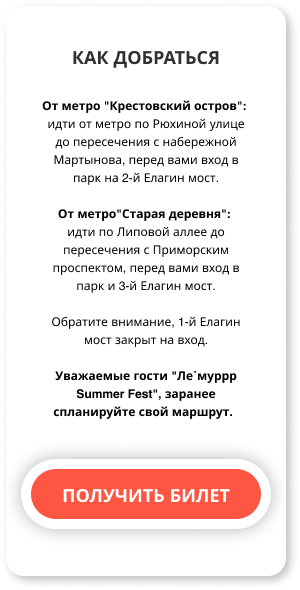 КАК ДОБРАТЬСЯ
От метро "Крестовский остров":
идти от метро по Рюхиной улице
до пересечения с набережной
Мартынова, перед вами вход в
парк на 2-й Елагин мост.
От метро"Старая деревня":
идти по Липовой аллее до
пересечения с Приморским
проспектом, перед вами вход в
парк и 3-й Елагин мост.
Обратите внимание, 1-й Елагин
мост закрыт на вход.
Уважаемые гости "Ле`муррр
Summer Fest", заранее
спланируйте свой маршрут.
ПОЛУЧИТЬ БИЛЕТ